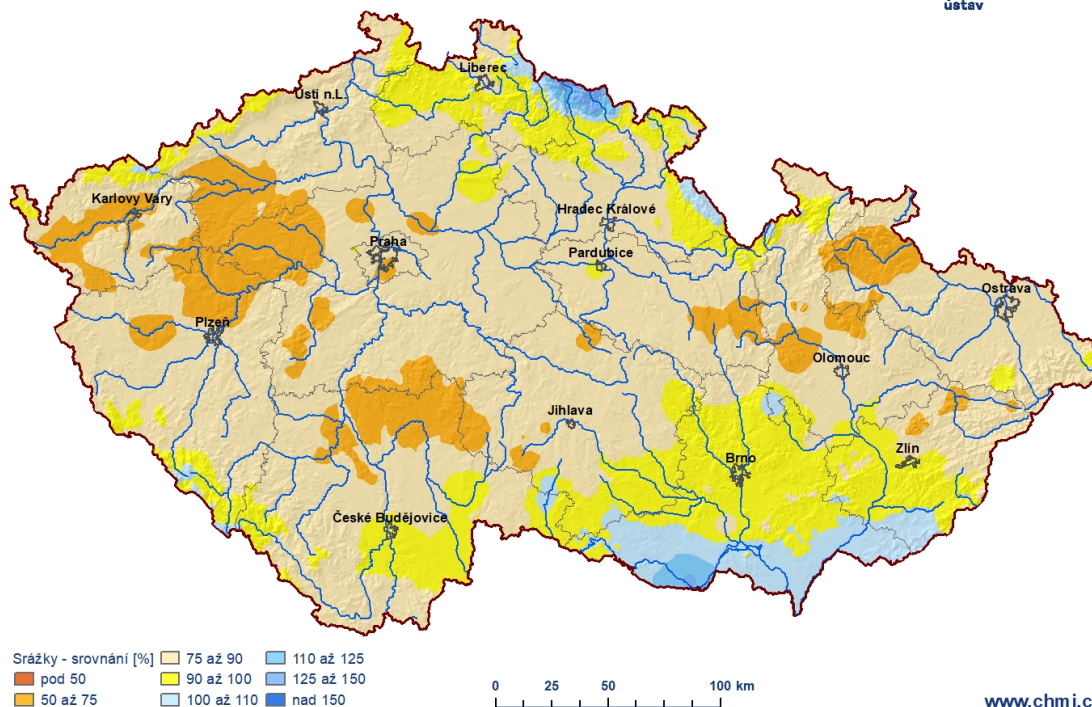 ústav
Liberec
Ústí n.L.
Karlovy Vary
Hradec Králové
Praha
Pardubice
Ostrava
Plzeň
Olomouc
Jihlava
Zlín
Brno
České Budějovice
Srážky - srovnání [%]
pod 50
50 až 75
75 až 90
90 až 100
100 až 110
110 až 125
125 až 150
nad 150
0 25 50 100 km
www.chmi.c